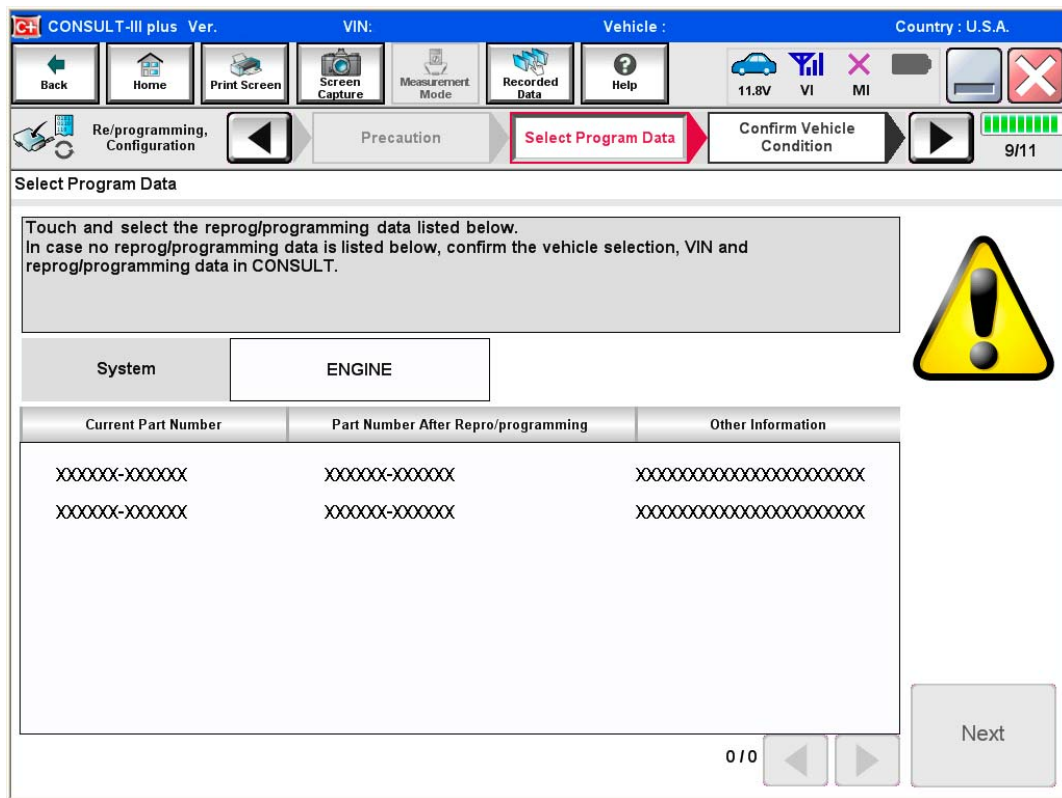 C+ CONSULT-III plus Ver. VIN: Vehicle : Country : U.S.A.
Back
Home
Print Screen
Screen
Capture
Measurement
Mode
Recorded
Data
Help
11.8V VI MI
Re/programming,
Configuration
Precaution
Select Program Data
Confirm Vehicle
Condition
9/11
Select Program Data
Touch and select the reprog/programming data listed below.
In case no reprog/programming data is listed below, confirm the vehicle selection, VIN and
reprog/programming data in CONSULT.
System ENGINE
Current Part Number Part Number After Repro/programming Other Information
XXXXXX-XXXXXX XXXXXX-XXXXXX XXXXXXXXXXXXXXXXXXXXXX
XXXXXX-XXXXXX XXXXXX-XXXXXX XXXXXXXXXXXXXXXXXXXXXX
Next
0/0